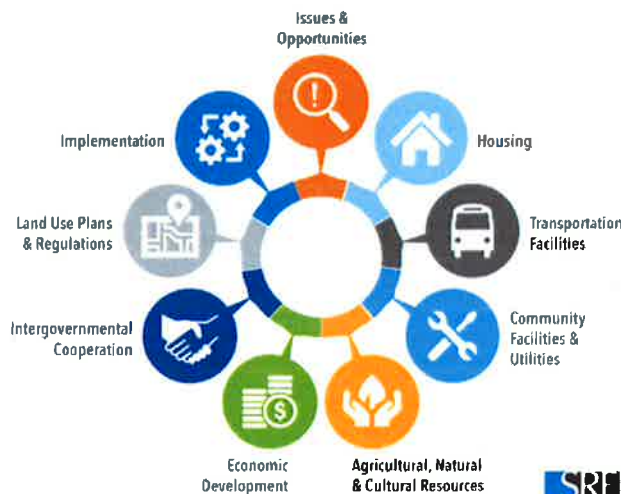 Issues &
Opportunities
Housing
Transportation
Facilities
Community
Facilities &
Utilities
Agricultural, Natural
& Cultural Resources
Economic
Development
Intergovernmental
Cooperation
Land Use Plans
& Regulations
Implementation
SRF